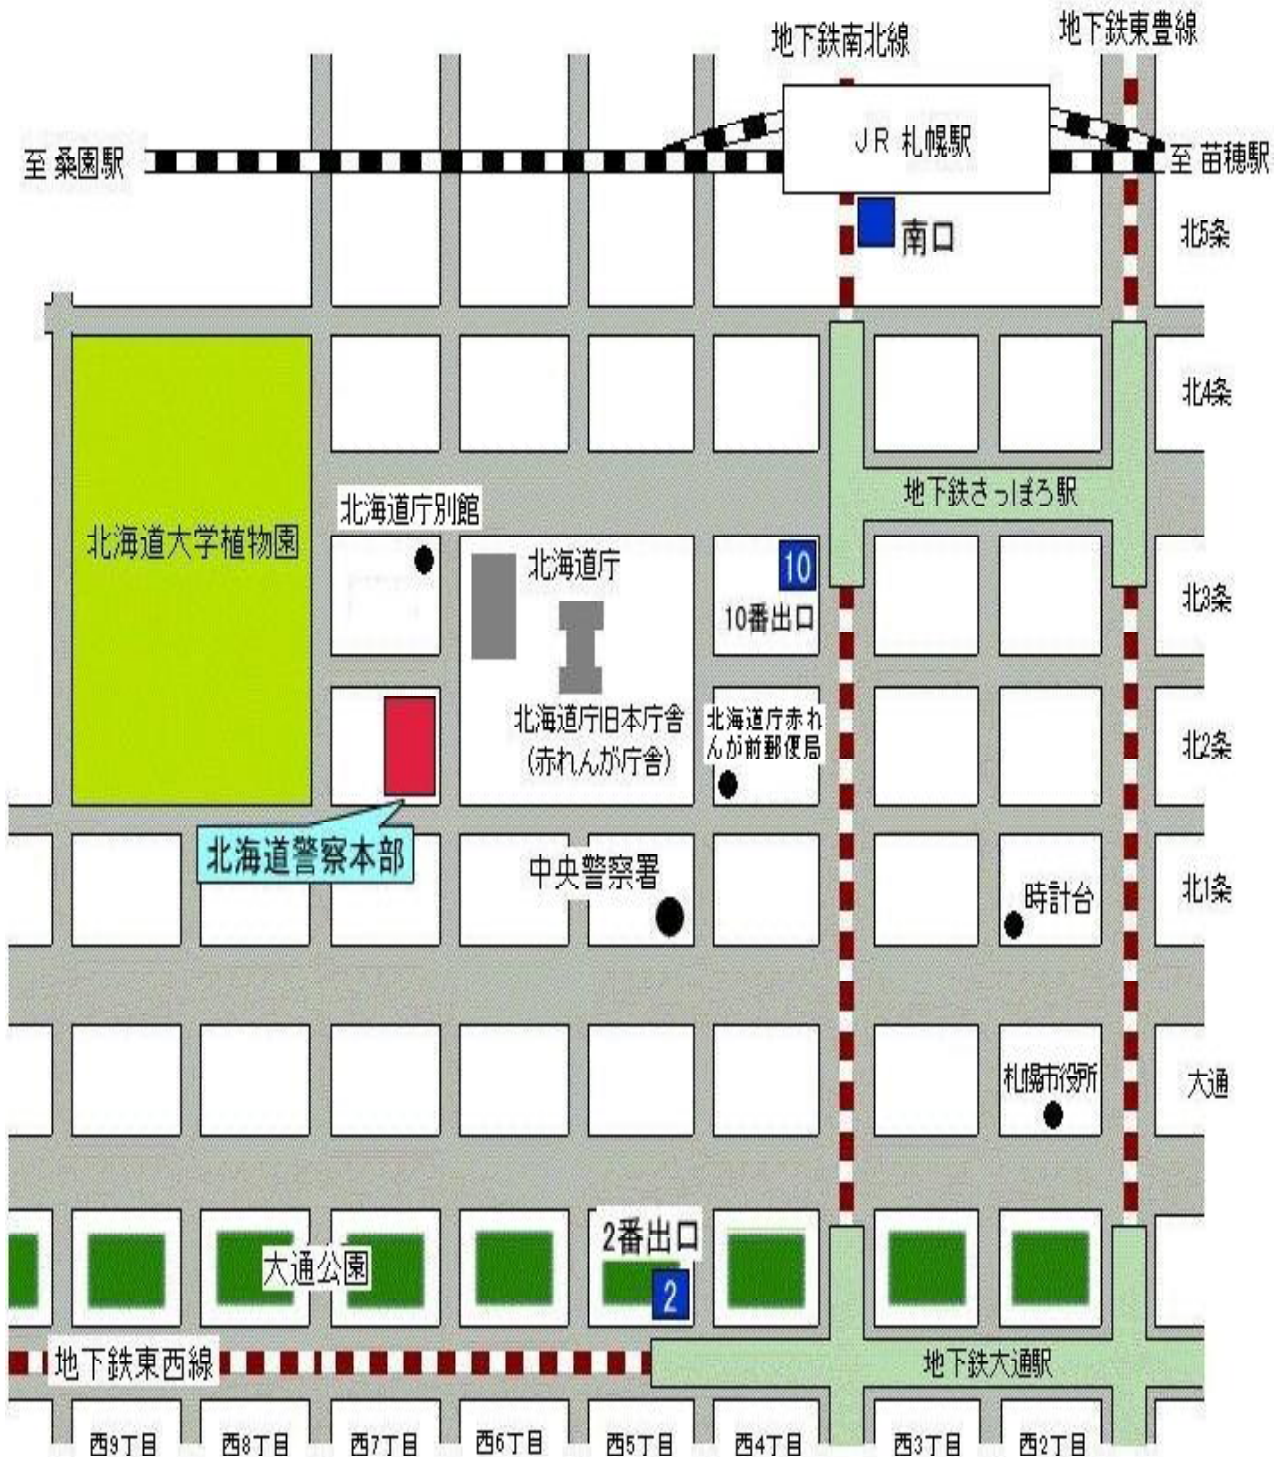 地下鉄南北線
地下鉄東豊線
JR 札幌駅
至 桑園駅
至 苗穂駅
南口
北5条
北4条
地下鉄さっぽろ駅
北海道庁別館
北海道大学植物園
北海道庁
10
10番出口
北3条
北海道庁旧本庁舎
(赤れんが庁舎)
北海道庁赤れ
んが前郵便局
北2条
北海道警察本部
中央警察署
時計台
北1条
札幌市役所
大通
2番出口
大通公園
2
地下鉄東西線
地下鉄大通駅
西9丁目
西8丁目
西7丁目
西6丁目
西5丁目
西4丁目
西3丁目
西2丁目